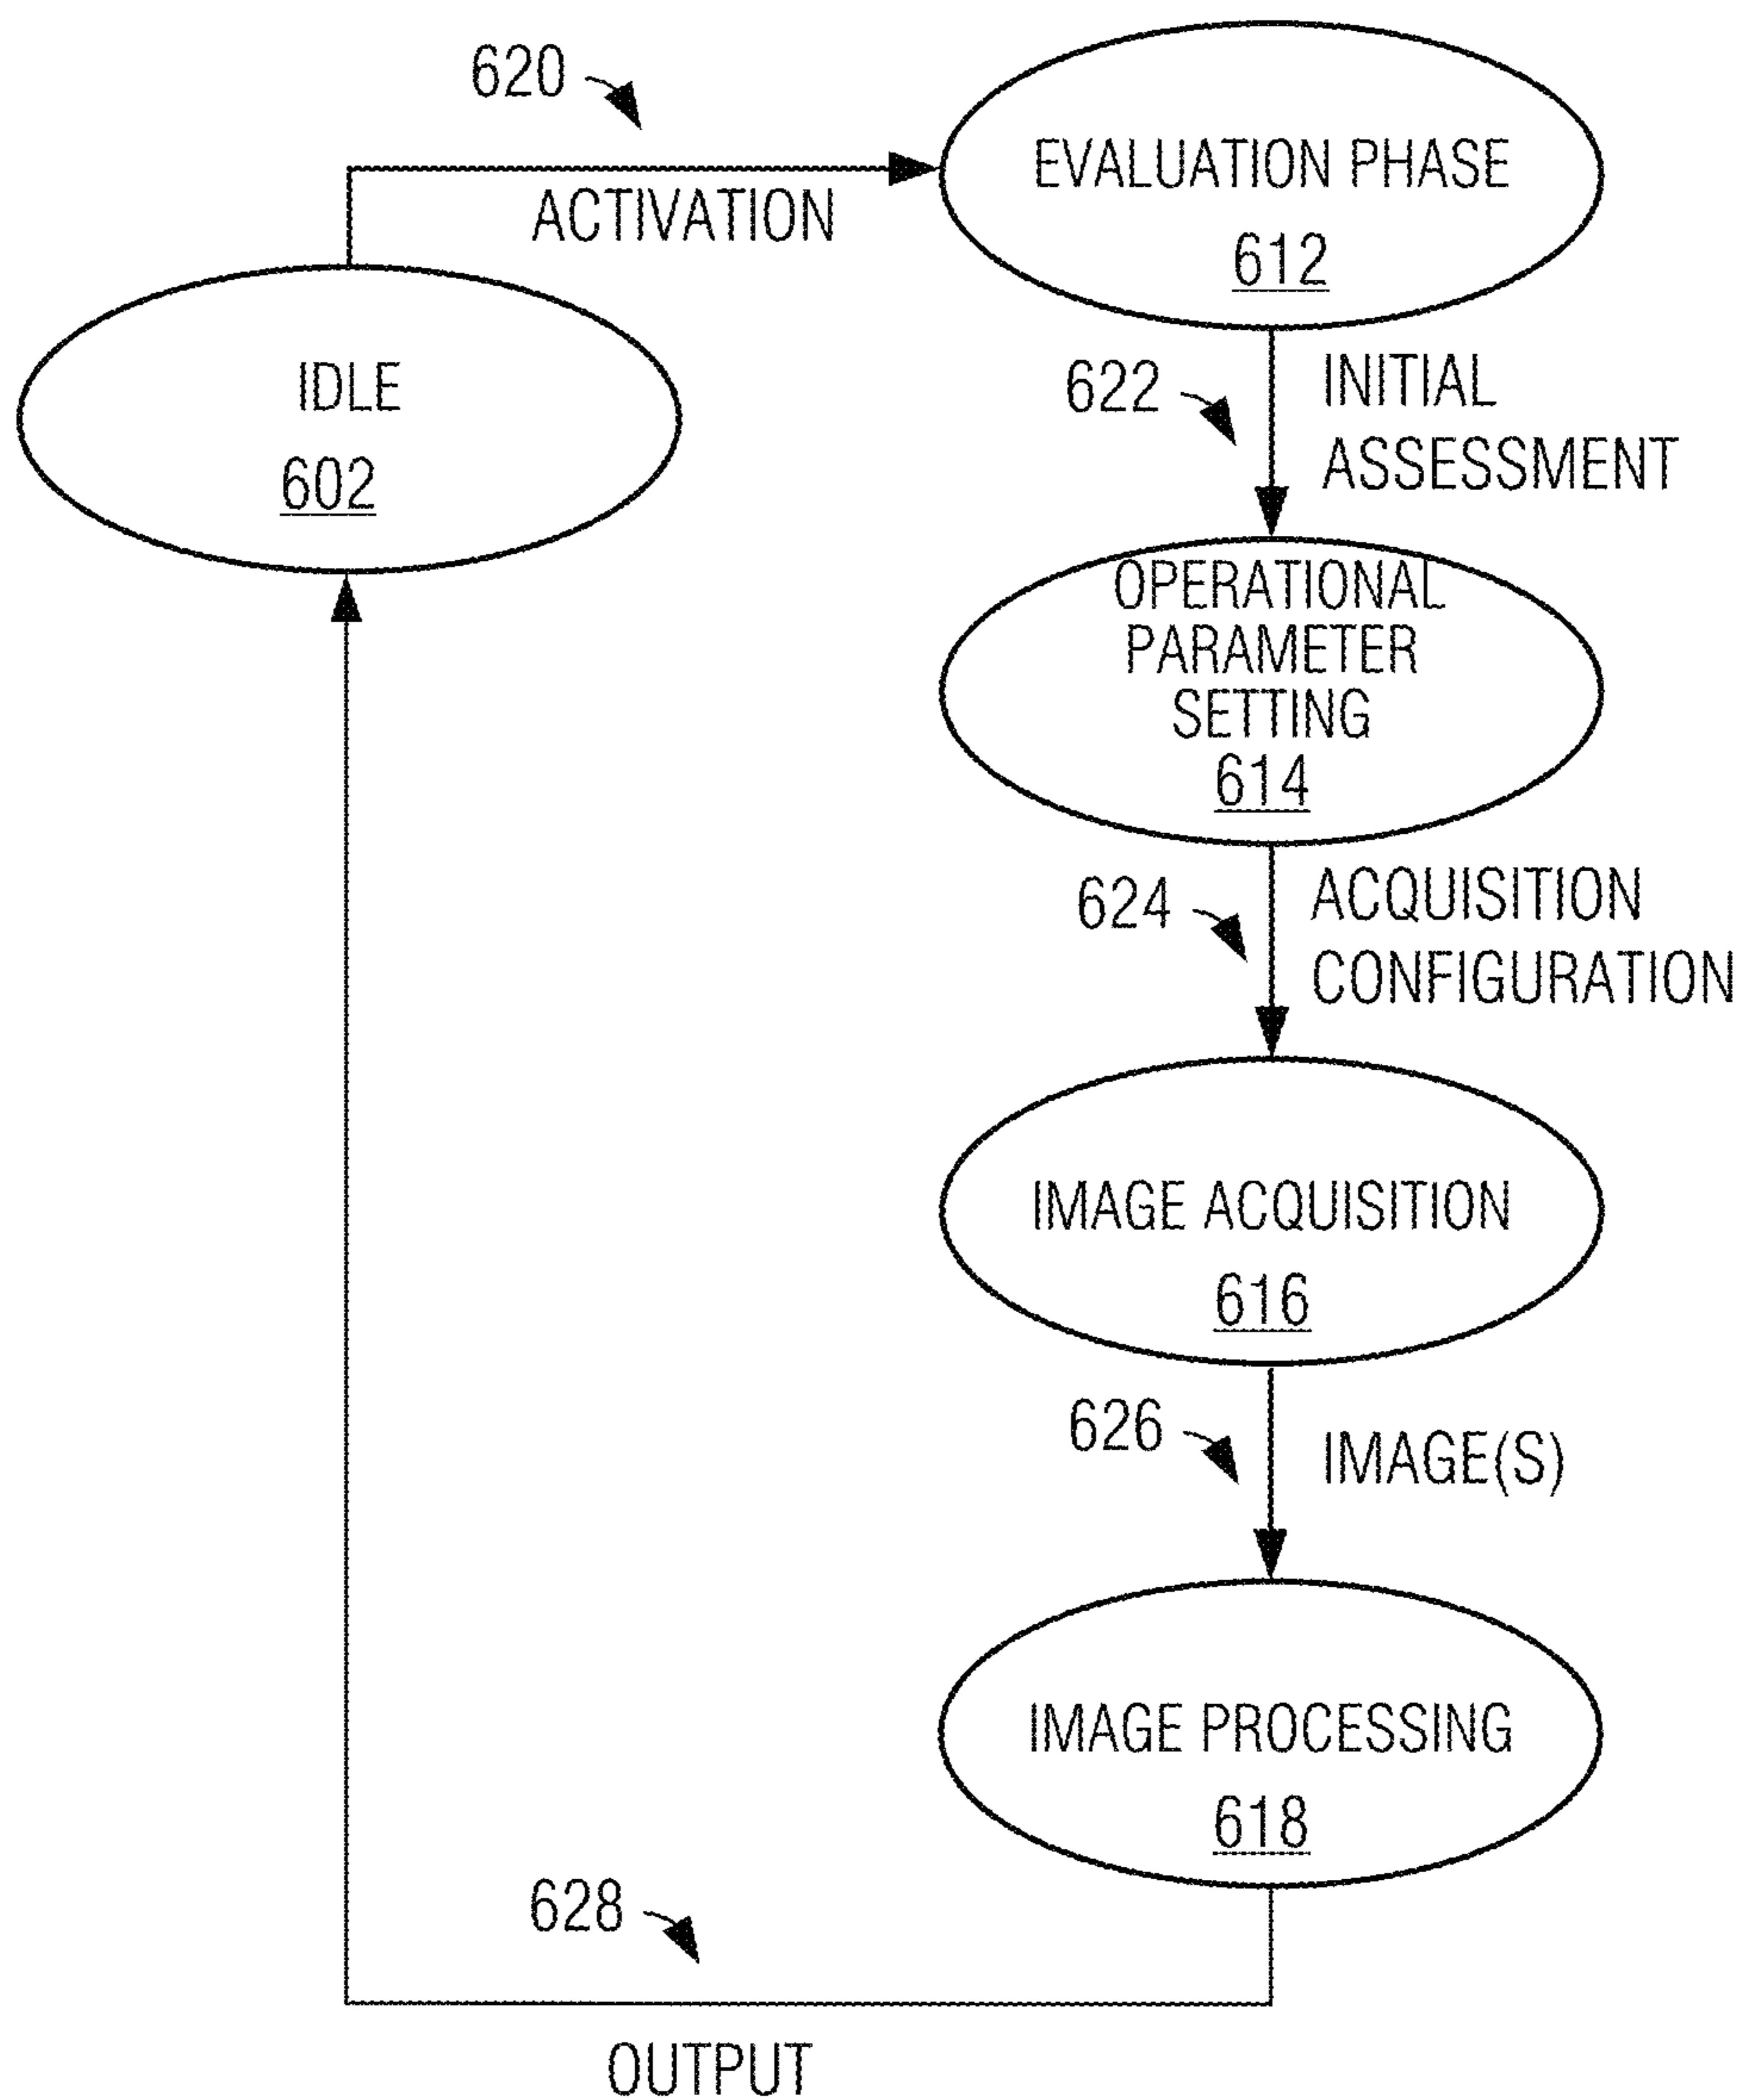 620
ACTIVATION
EVALUATION PHASE
612
IDLE
602
622
INITIAL
ASSESSMENT
OPERATIONAL
PARAMETER
SETTING
614
624
ACQUISITION
CONFIGURATION
IMAGE ACQUISITION
616
626
IMAGE(S)
IMAGE PROCESSING
618
628
OUTPUT